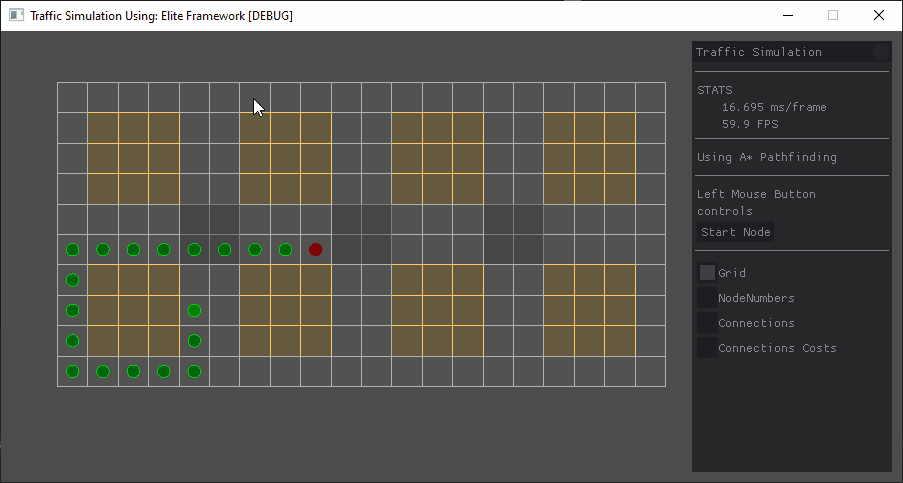 Traffic Simulation Using: Elite Framework [DEBUG]
Traffic Simulation
STATS
16.695 ms/frame
59.9 FPS
Using A* Pathfinding
Left Mouse Button
controls
Start Node
Grid
NodeNumbers
Connections
Connections Costs